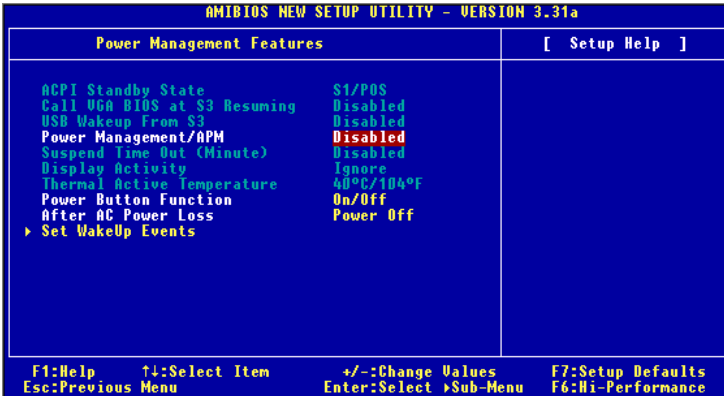 AMIBIOS NEW SETUP UTILITY - VERSION 3.31a
Power Management Features
[ Setup Help ]
ACPI Standby State S1/POS
Call VGA BIOS at S3 Resuming Disabled
USB Wakeup From S3 Disabled
Power Management/APM Disabled
Suspend Time Out (Minute) Disabled
Display Activity Ignore
Thermal Active Temperature 40ºC/104ºF
Power Button Function On/Off
After AC Power Loss Power Off
Set WakeUp Events
F1:Help ↑↓:Select Item +/-:Change Values F7:Setup Defaults
Esc:Previous Menu Enter:Select ▸Sub-Menu F6:Hi-Performance